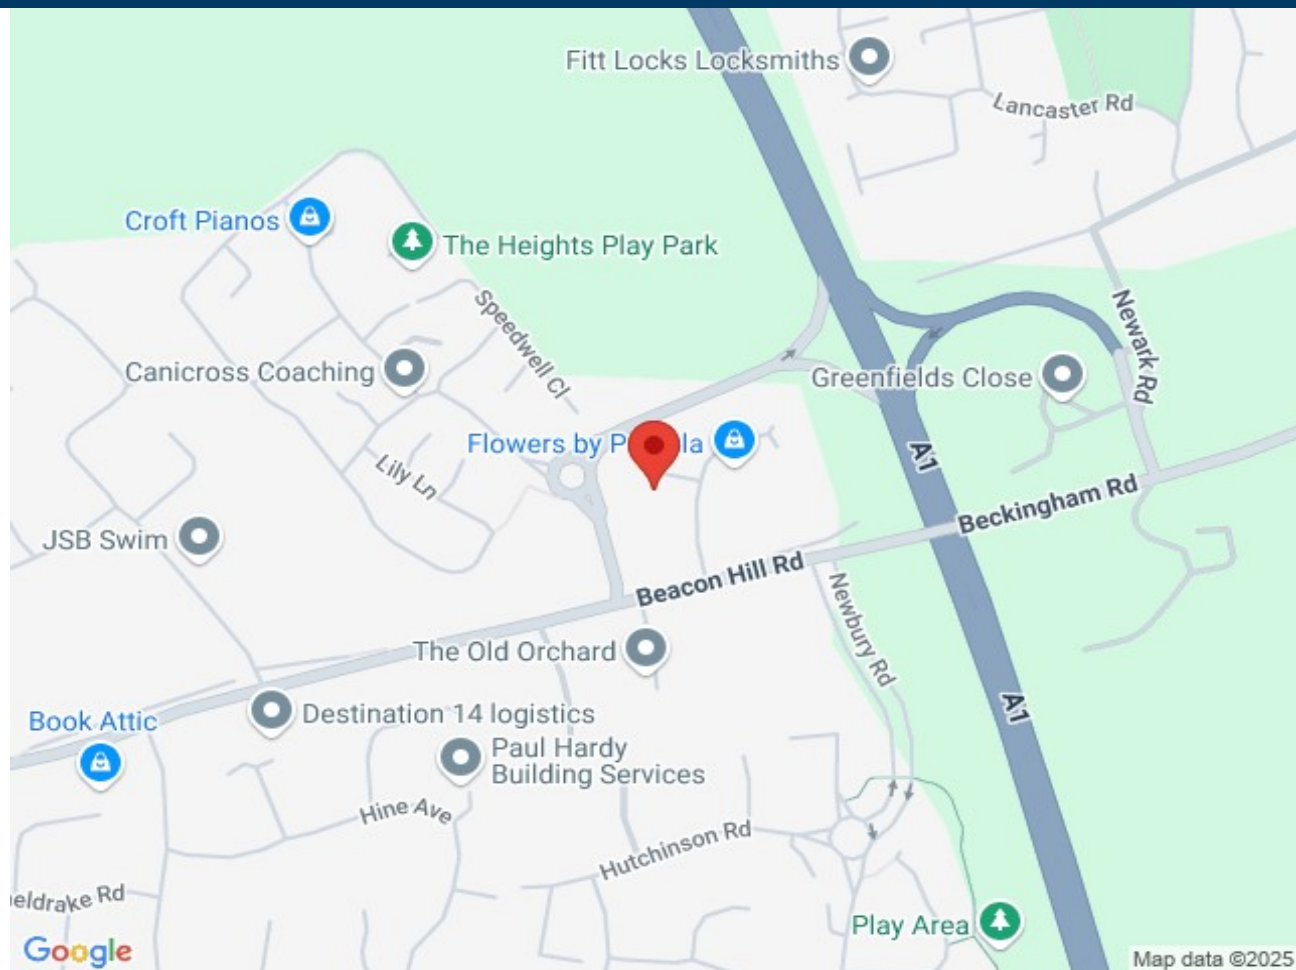 Fitt Locks Locksmiths
Lancaster Rd
Croft Pianos
The Heights Play Park
Speedwell Cl
Newark Rd
Canicross Coaching
Greenfields Close
Flowers by
A1
Lily Ln
Beckingham Rd
JSB Swim
Beacon Hill Rd
Newbury Rd
The Old Orchard
A1
Destination 14 logistics
Book Attic
Paul Hardy
Building Services
Hine Ave
Hutchinson Rd
eldrake Rd
Play Area
Google
Map data ©2025